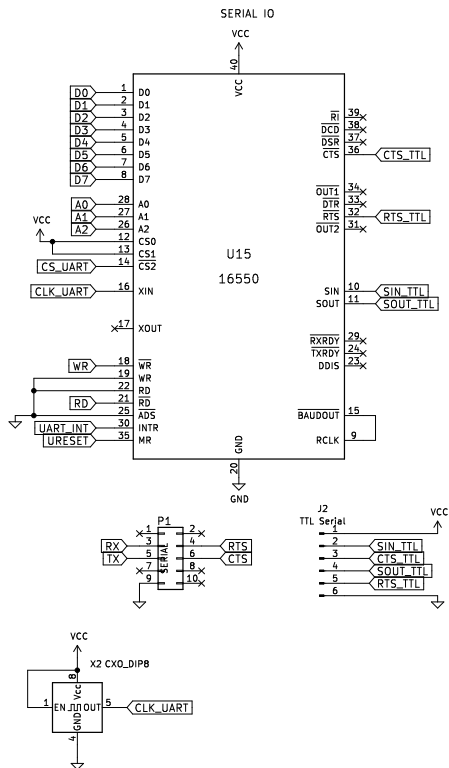 SERIAL IO
VCC
40
VCC
D0 1 D0
D1 2 D1
D2 3 D2
D3 4 D3
D4 5 D4
D5 6 D5
D6 7 D6
D7 8 D7
A0 28 A0
A1 27 A1
A2 26 A2
VCC
12 CS0
13 CS1
CS_UART 14 CS2
CLK_UART 16 XIN
17 XOUT
WR 18 WR
19 WR
22 RD
RD 21 RD
25 ADS
UART_INT 30 INTR
URESET 35 MR
U15
16550
RI 39
DCD 38
DSR 37
CTS 36 CTS_TTL
OUT1 34
DTR 33
RTS 32 RTS_TTL
OUT2 31
SIN 10 SIN_TTL
SOUT 11 SOUT_TTL
RXRDY 29
TXRDY 24
DDIS 23
BAUDOUT 15
RCLK 9
GND
20
GND
P1
1 2
RX 3 4 RTS
TX 5 6 CTS
7 8
9 10
SERIAL
J2
TTL Serial
VCC
1
2 SIN_TTL
3 CTS_TTL
4 SOUT_TTL
5 RTS_TTL
6
VCC
X2 CXO_DIP8
8
Vcc
1 EN OUT 5 CLK_UART
GND
4